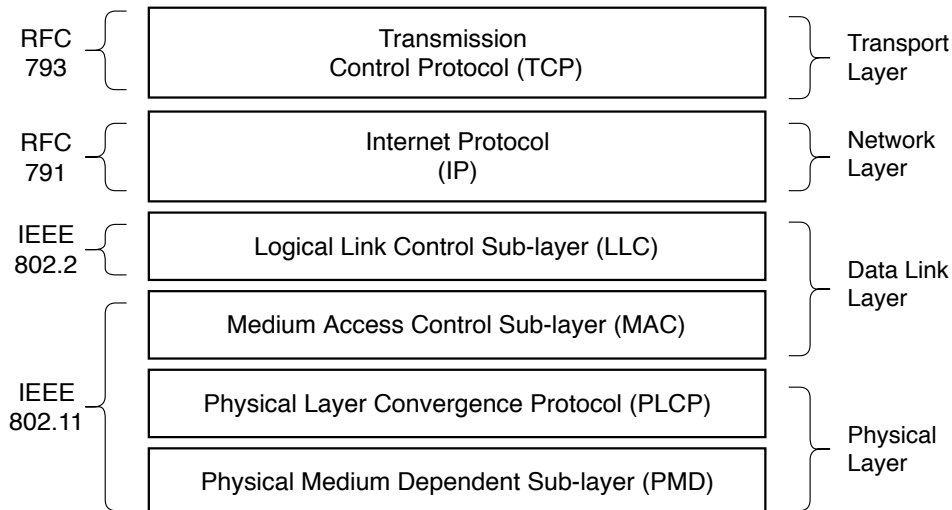 RFC
793
Transmission
Control Protocol (TCP)
Transport
Layer
RFC
791
Internet Protocol
(IP)
Network
Layer
IEEE
802.2
Logical Link Control Sub-layer (LLC)
Data Link
Layer
Medium Access Control Sub-layer (MAC)
IEEE
802.11
Physical Layer Convergence Protocol (PLCP)
Physical
Layer
Physical Medium Dependent Sub-layer (PMD)